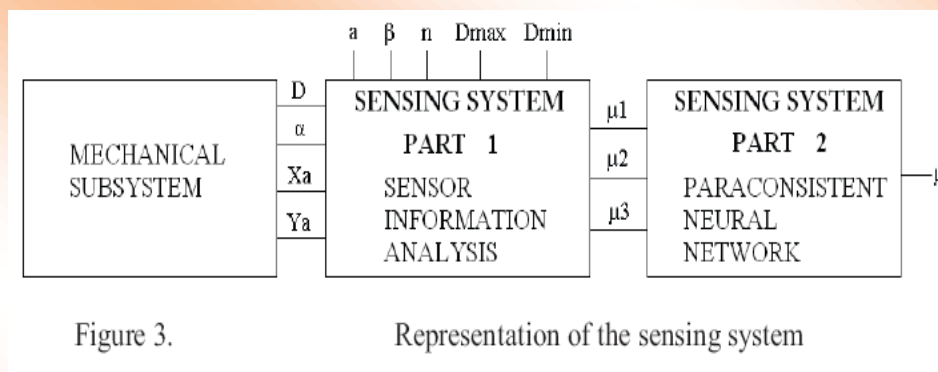 a β n Dmax Dmin
MECHANICAL
SUBSYSTEM
D
α
Xa
Ya
SENSING SYSTEM
PART 1
SENSOR
INFORMATION
ANALYSIS
μ1
μ2
μ3
SENSING SYSTEM
PART 2
PARACONSISTENT
NEURAL
NETWORK
Figure 3. Representation of the sensing system